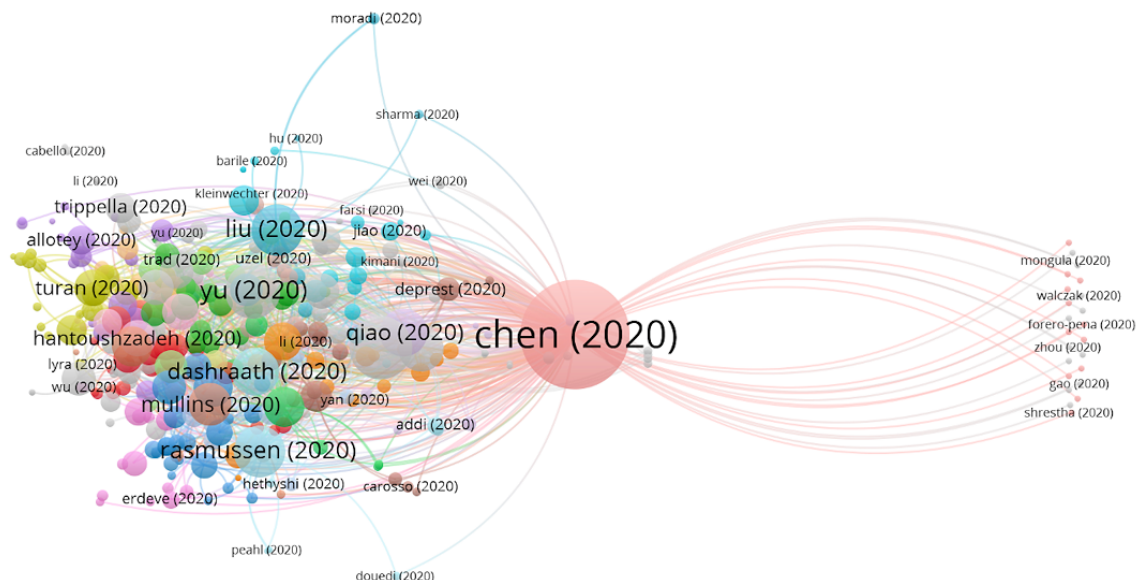 moradi (2020)
sharma (2020)
hu (2020)
cabello (2020)
barile (2020)
li (2020)
wei (2020)
kleinwechter (2020)
trippella (2020)
farsi (2020)
liu (2020)
yu (2020)
jiao (2020)
allotey (2020)
trad (2020)
uzel (2020)
kimani (2020)
mongula (2020)
turan (2020)
yu (2020)
deprest (2020)
walczak (2020)
hantoushzadeh (2020)
li (2020)
qiao (2020)
chen (2020)
forero-pena (2020)
zhou (2020)
lyra (2020)
dashraath (2020)
wu (2020)
gao (2020)
mullins (2020)
yan (2020)
shrestha (2020)
addi (2020)
rasmussen (2020)
hethyshi (2020)
carosso (2020)
erdeve (2020)
peahl (2020)
douedi (2020)